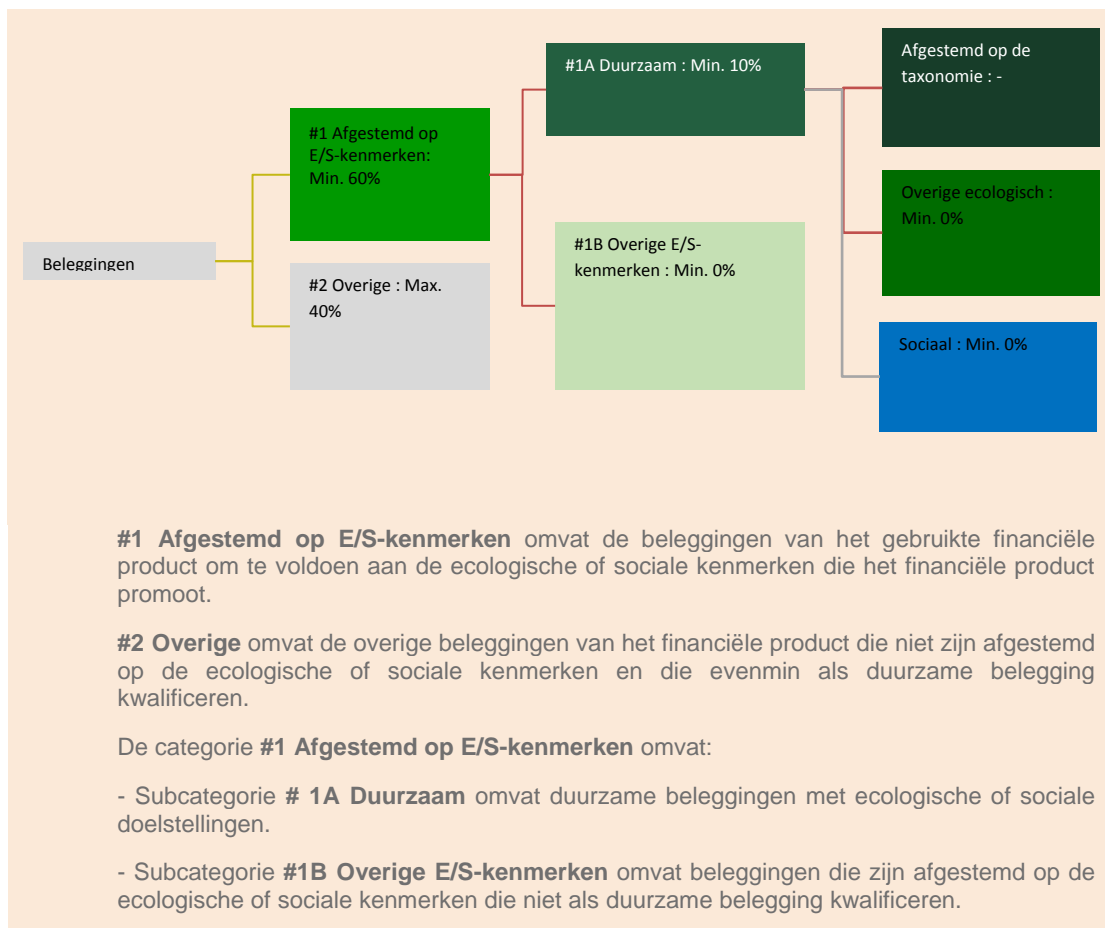 Beleggingen
#1 Afgestemd op
E/S-kenmerken:
Min. 60%
#2 Overige : Max.
40%
#1A Duurzaam : Min. 10%
#1B Overige E/S-
kenmerken : Min. 0%
Afgestemd op de
taxonomie : -
Overige ecologisch :
Min. 0%
Sociaal : Min. 0%
#1 Afgestemd op E/S-kenmerken omvat de beleggingen van het gebruikte financiële
product om te voldoen aan de ecologische of sociale kenmerken die het financiële product
promoot.
#2 Overige omvat de overige beleggingen van het financiële product die niet zijn afgestemd
op de ecologische of sociale kenmerken en die evenmin als duurzame belegging
kwalificeren.
De categorie #1 Afgestemd op E/S-kenmerken omvat:
- Subcategorie # 1A Duurzaam omvat duurzame beleggingen met ecologische of sociale
doelstellingen.
- Subcategorie #1B Overige E/S-kenmerken omvat beleggingen die zijn afgestemd op de
ecologische of sociale kenmerken die niet als duurzame belegging kwalificeren.